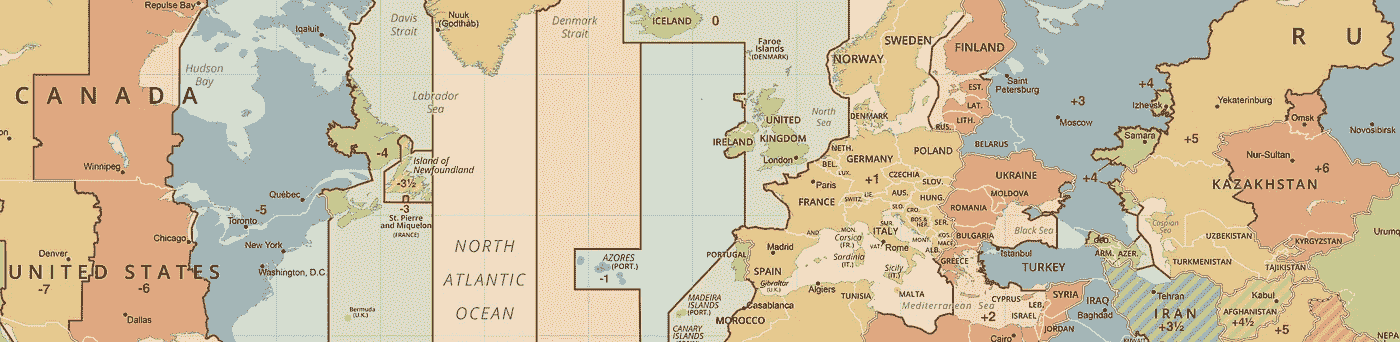 Repulse Bay
Iqaluit
Hudson
Bay
CANADA
Winnipeg
Québec
-5
Toronto
New York
Chicago
Washington, D.C.
Denver
UNITED STATES
-7
-6
Dallas
Davis
Strait
Nuuk
(Godthåb)
Labrador
Sea
-4
Island of
Newfoundland
-3½
-3
St. Pierre
and Miquelon
(FRANCE)
Bermuda
(U.K.)
Denmark
Strait
NORTH
ATLANTIC
OCEAN
ICELAND
0
Faroe
Islands
(DENMARK)
AZORES
(PORT.)
-1
MADEIRA
ISLANDS
(PORT.)
CANARY
ISLANDS
NORWAY
SWEDEN
FINLAND
North
Sea
DENMARK
UNITED
KINGDOM
IRELAND
London
NETH.
BEL.
LUX.
GERMANY
POLAND
EST.
LAT.
LITH.
RUS.
BELARUS
Paris
FRANCE
SWITZ.
+1
CZECHIA
SLOV.
AUS.
HUNG.
SLO.
CRO.
BOS.&
HER.
SER.
MONT.
KOS.
MACE.
ALB.
AND.
MON.
Corsica
(FR.)
S.M.
ITALY
VAT.
Rome
Sardinia
(IT.)
Sicily
(IT.)
PORTUGAL
Madrid
SPAIN
Gibraltar
(U.K.)
Casablanca
MOROCCO
Algiers
TUNISIA
MALTA
Mediterranean Sea
UKRAINE
MOLDOVA
ROMANIA
BULGARIA
GREECE
Black Sea
Istanbul
TURKEY
CYPRUS
LEB.
ISRAEL
+2
Cairo
SYRIA
JORDAN
IRAQ
Baghdad
KUWAIT
Saint
Petersburg
+3
Moscow
R U
+4
Izhevsk
Samara
+4
Yekaterinburg
+5
Omsk
Novosibirsk
Nur-Sultan
+6
KAZAKHSTAN
Caspian
Sea
GEO.
ARM.
AZER.
UZBEKISTAN
TURKMENISTAN
KYRGYZSTAN
TAJIKISTAN
Urumq
Tehran
IRAN
+3½
Kabul
AFGHANISTAN
+4½
+5
NEPA